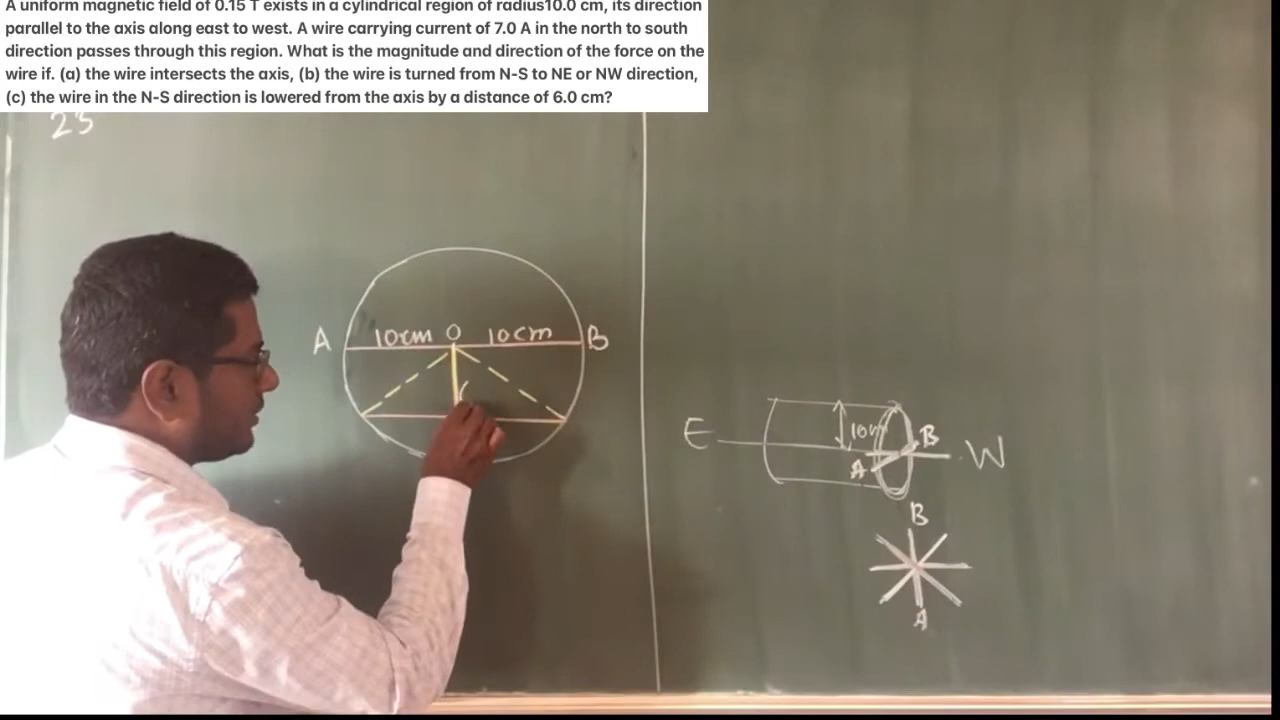 A uniform magnetic field of 0.15 T exists in a cylindrical region of radius10.0 cm, its direction
parallel to the axis along east to west. A wire carrying current of 7.0 A in the north to south
direction passes through this region. What is the magnitude and direction of the force on the
wire if. (a) the wire intersects the axis, (b) the wire is turned from N-S to NE or NW direction,
(c) the wire in the N-S direction is lowered from the axis by a distance of 6.0 cm?
A 10cm O 10cm B
E A B W
B
A